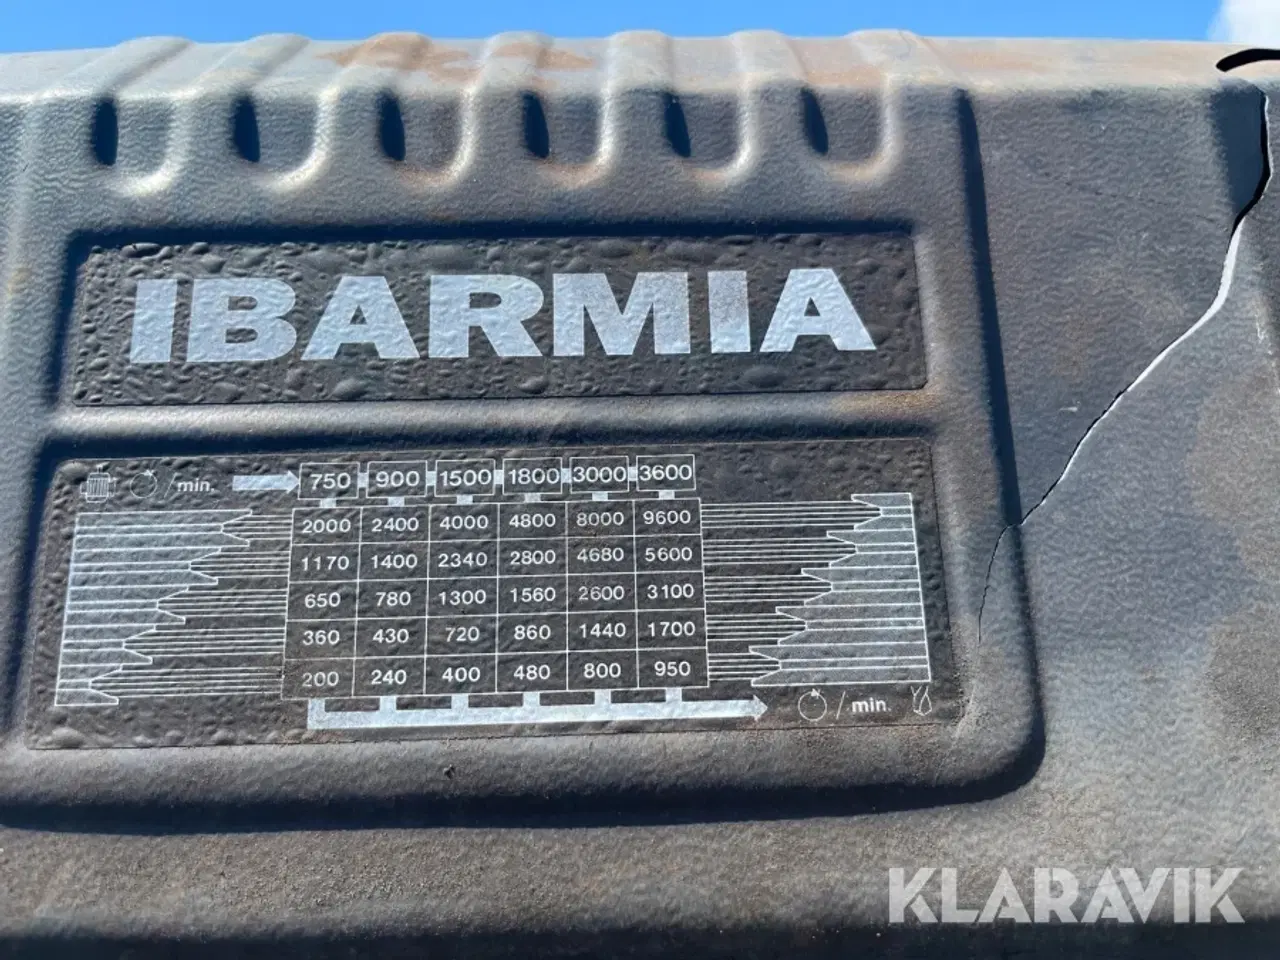 IBARMIA
/min. 750 900 1500 1800 3000 3600
2000 2400 4000 4800 8000 9600
1170 1400 2340 2800 4680 5600
650 780 1300 1560 2600 3100
360 430 720 860 1440 1700
200 240 400 480 800 950
/min.
KLARAVIK